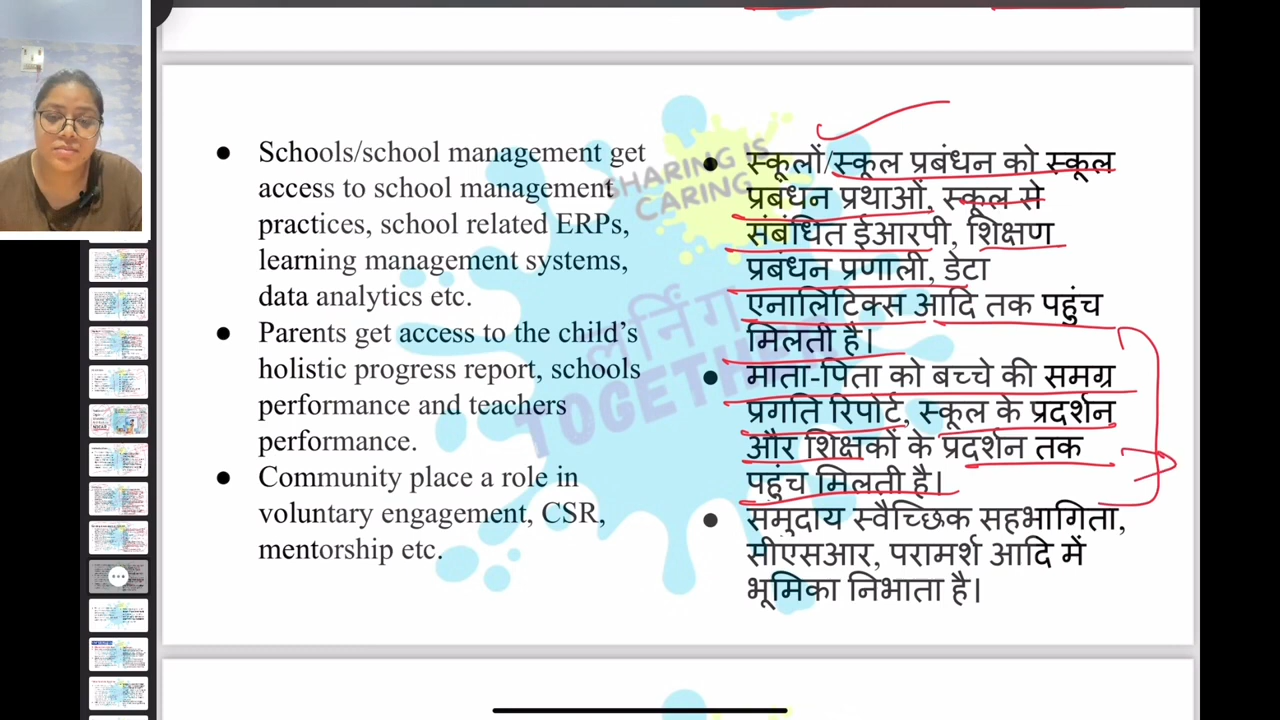 Schools/school management get
access to school management
practices, school related ERPs,
learning management systems,
data analytics etc.
Parents get access to the child's
holistic progress report, schools
performance and teachers
performance.
Community place a role in
voluntary engagement, CSR,
mentorship etc.
स्कूलों/स्कूल प्रबंधन को स्कूल
प्रबंधन प्रथाओं, स्कूल से
संबंधित ईआरपी, शिक्षण
प्रबंधन प्रणाली, डेटा
एनालिटिक्स आदि तक पहुंच
मिलती है।
माता-पिता को बच्चे की समग्र
प्रगति रिपोर्ट, स्कूल के प्रदर्शन
और शिक्षकों के प्रदर्शन तक
पहुंच मिलती है।
समुदाय स्वैच्छिक सहभागिता,
सीएसआर, परामर्श आदि में
भूमिका निभाता है।
SHARING IS
CARING
लर्निंग
TOGETHER